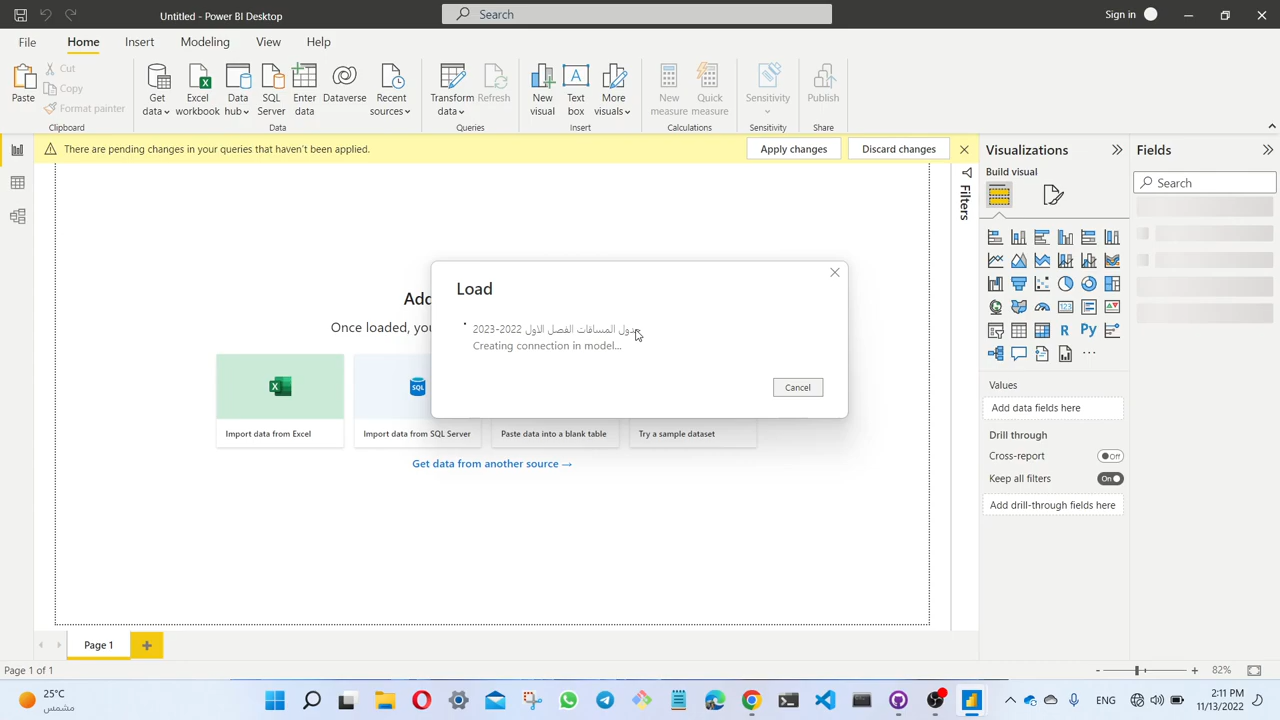 Untitled - Power BI Desktop
Search
Sign in
File
Home
Insert
Modeling
View
Help
Paste
Cut
Copy
Format painter
Clipboard
Get data
Excel workbook
Data hub
SQL Server
Enter data
Dataverse
Recent sources
Data
Transform data
Refresh
Queries
New visual
Text box
More visuals
Insert
New measure
Quick measure
Calculations
Sensitivity
Sensitivity
Publish
Share
There are pending changes in your queries that haven't been applied.
Apply changes
Discard changes
Filters
Visualizations
Build visual
Fields
Search
Add
Once loaded, you
Load
جدول المساقات الفصل الاول 2022-2023
Creating connection in model...
Cancel
SQL
Import data from Excel
Import data from SQL Server
Paste data into a blank table
Try a sample dataset
Get data from another source →
R
Py
Values
Add data fields here
Drill through
Cross-report
Off
Keep all filters
On
Add drill-through fields here
Page 1
Page 1 of 1
82%
25°C
مشمس
ENG
2:11 PM
11/13/2022